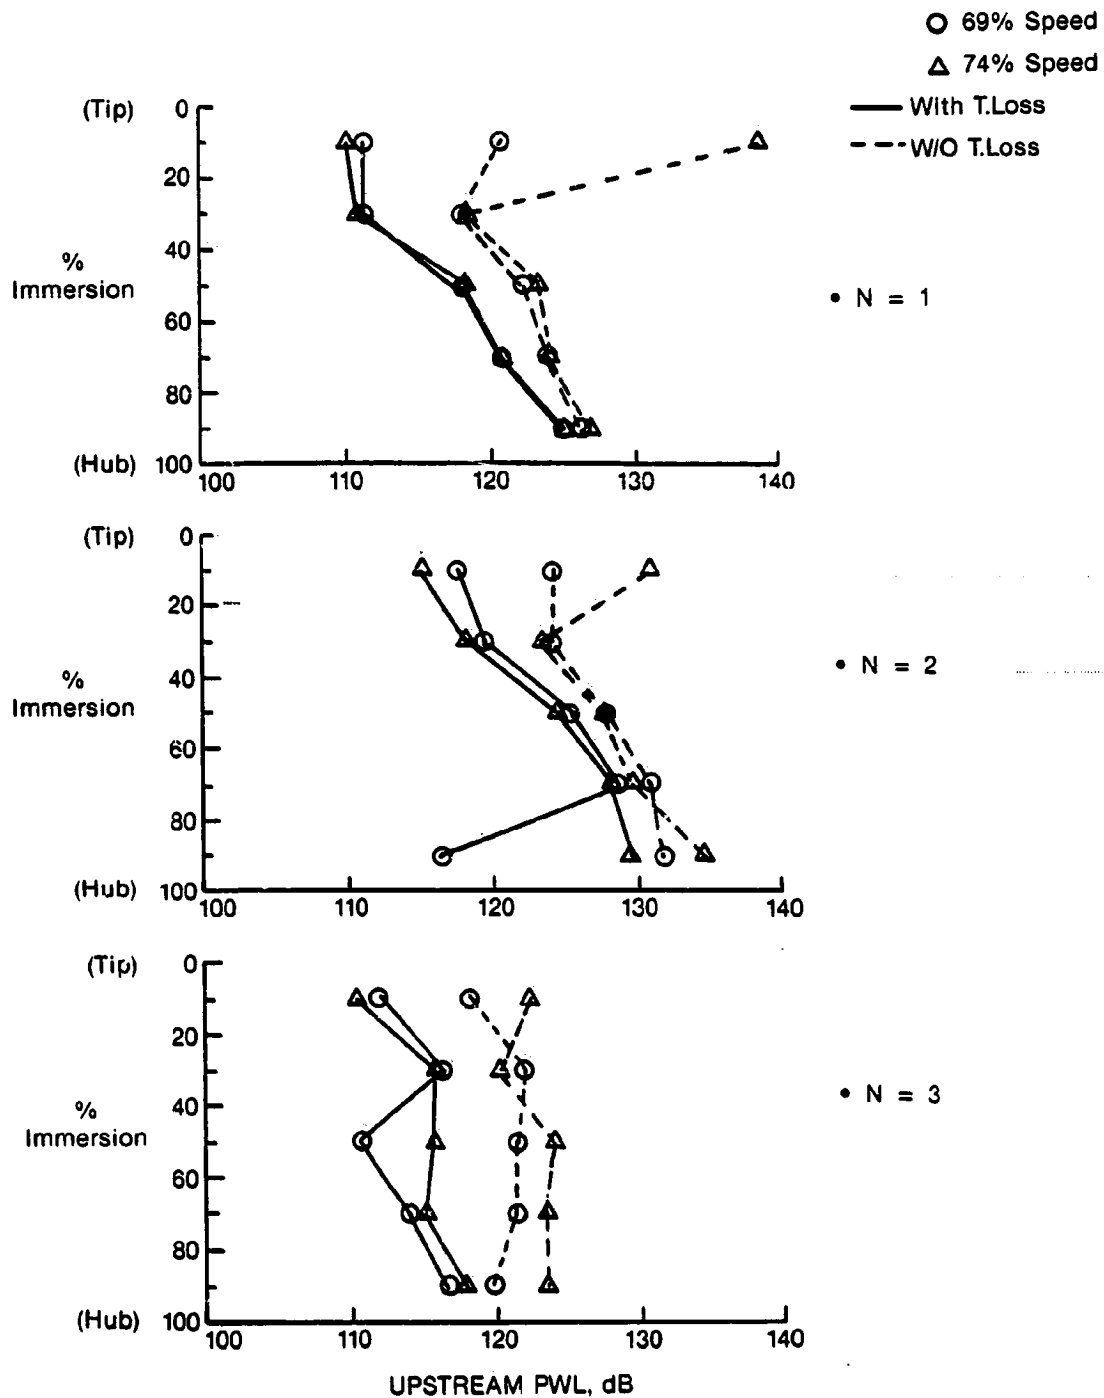 69% Speed
74% Speed
With T.Loss
W/O T.Loss
(Tip) 0
20
40
% Immersion
60
80
(Hub) 100
100 110 120 130 140
• N = 1
(Tip) 0
20
40
% Immersion
60
80
(Hub) 100
100 110 120 130 140
• N = 2
(Tip) 0
20
40
% Immersion
60
80
(Hub) 100
100 110 120 130 140
• N = 3
UPSTREAM PWL, dB